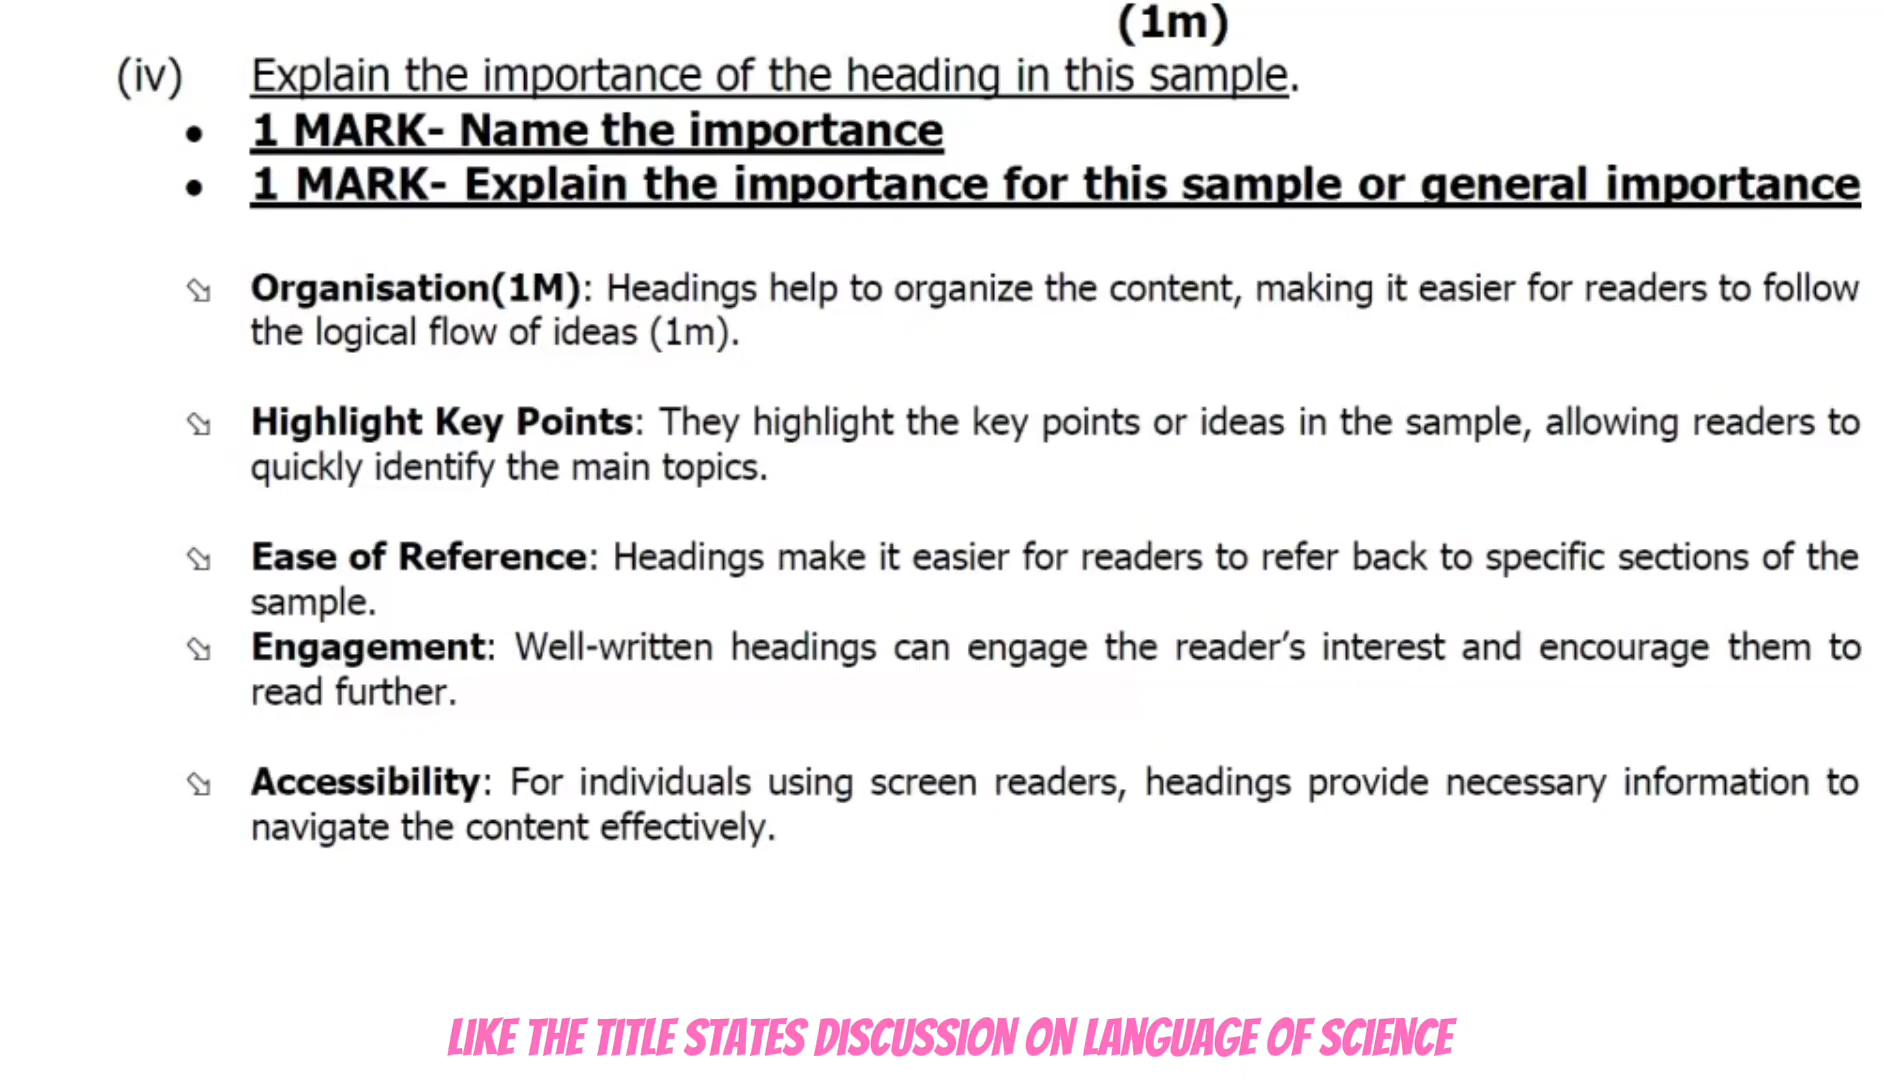 (1m)
(iv) Explain the importance of the heading in this sample.
• 1 MARK- Name the importance
• 1 MARK- Explain the importance for this sample or general importance
Organisation(1M): Headings help to organize the content, making it easier for readers to follow
the logical flow of ideas (1m).
Highlight Key Points: They highlight the key points or ideas in the sample, allowing readers to
quickly identify the main topics.
Ease of Reference: Headings make it easier for readers to refer back to specific sections of the
sample.
Engagement: Well-written headings can engage the reader’s interest and encourage them to
read further.
Accessibility: For individuals using screen readers, headings provide necessary information to
navigate the content effectively.
LIKE THE TITLE STATES DISCUSSION ON LANGUAGE OF SCIENCE